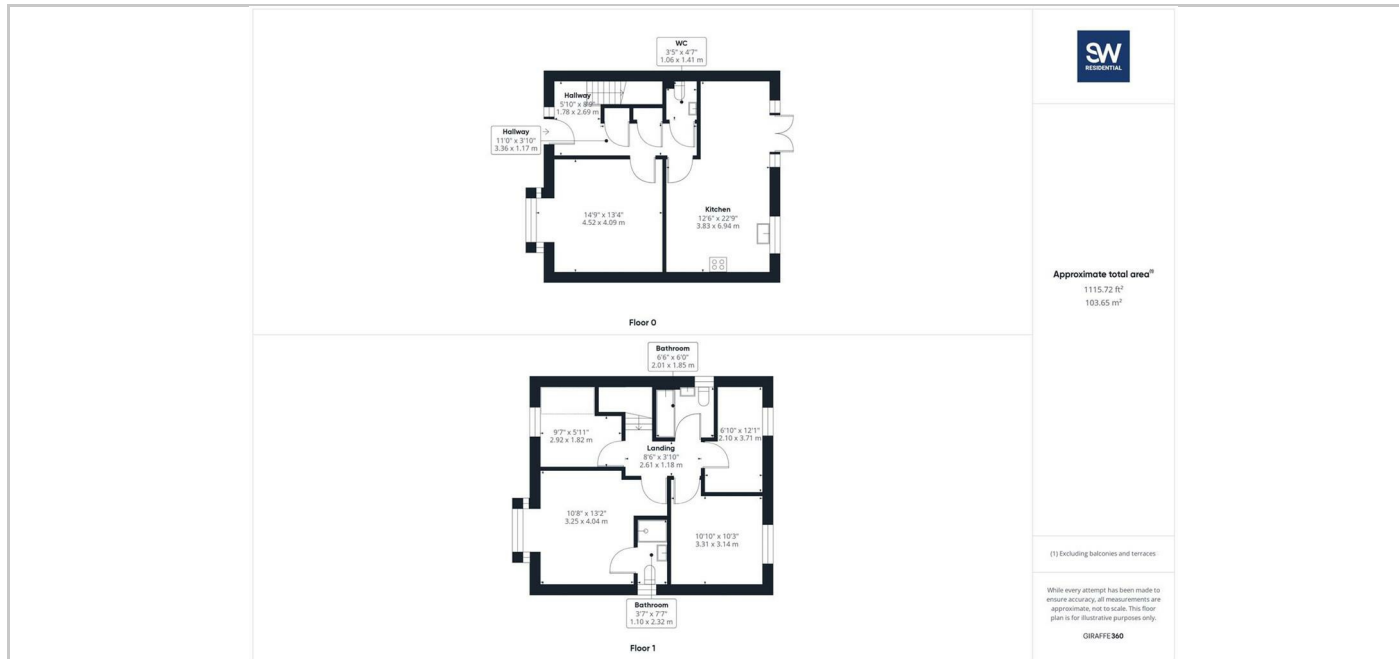 WC
3'5" x 4'7"
1.06 x 1.41 m
Hallway
5'10" x 8'9"
1.78 x 2.69 m
Hallway
11'0" x 3'10"
3.36 x 1.17 m
14'9" x 13'4"
4.52 x 4.09 m
Kitchen
12'6" x 22'9"
3.83 x 6.94 m
Floor 0
Bathroom
6'6" x 6'0"
2.01 x 1.85 m
9'7" x 5'11"
2.92 x 1.82 m
6'10" x 12'1"
2.10 x 3.71 m
Landing
8'6" x 3'10"
2.61 x 1.18 m
10'8" x 13'2"
3.25 x 4.04 m
10'10" x 10'3"
3.31 x 3.14 m
Bathroom
3'7" x 7'7"
1.10 x 2.32 m
Floor 1
SW
RESIDENTIAL
Approximate total area⁽¹⁾
1115.72 ft²
103.65 m²
(1) Excluding balconies and terraces
While every attempt has been made to
ensure accuracy, all measurements are
approximate, not to scale. This floor
plan is for illustrative purposes only.
GIRAFFE360